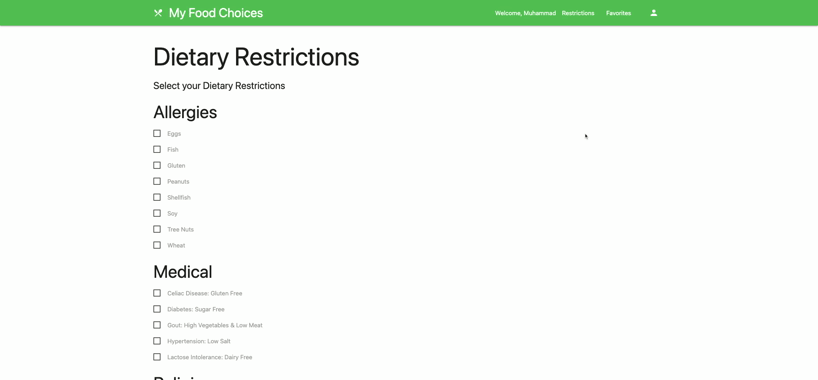 My Food Choices
Welcome, Muhammad Restrictions Favorites
Dietary Restrictions
Select your Dietary Restrictions
Allergies
Eggs
Fish
Gluten
Peanuts
Shellfish
Soy
Tree Nuts
Wheat
Medical
Celiac Disease: Gluten Free
Diabetes: Sugar Free
Gout: High Vegetables & Low Meat
Hypertension: Low Salt
Lactose Intolerance: Dairy Free